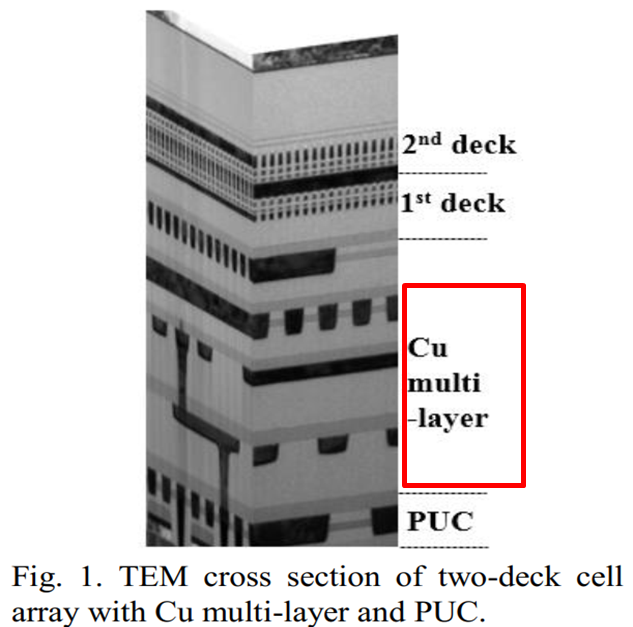 2nd deck
1st deck
Cu
multi
-layer
PUC
Fig. 1. TEM cross section of two-deck cell
array with Cu multi-layer and PUC.